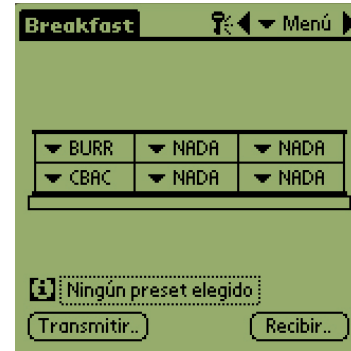 Breakfast Menú
BURR NADA NADA
CBAC NADA NADA
Ningún preset elegido
Transmitir.. Recibir..